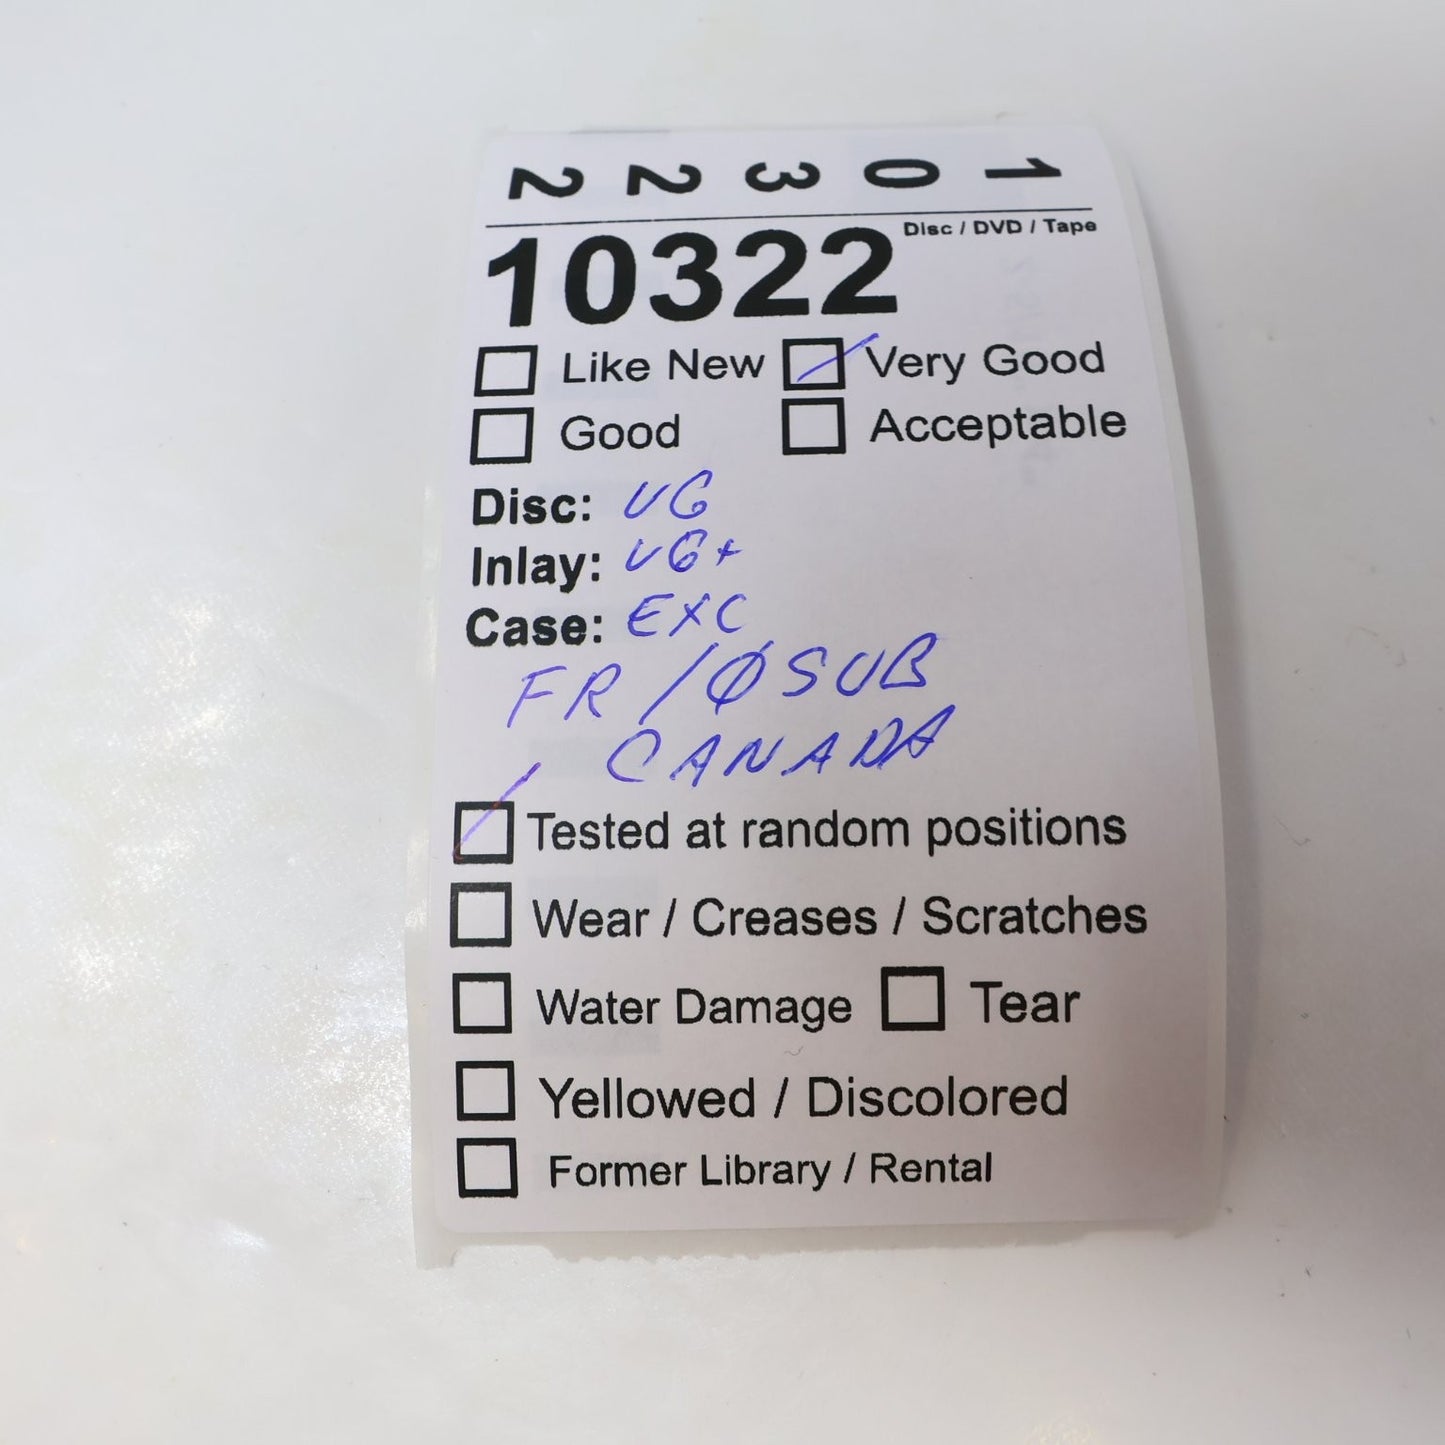 1 0 3 2 2
10322 Disc / DVD / Tape
Like New Very Good
Good Acceptable
Disc: VG
Inlay: VG+
Case: EXC
FR / Ø SUB
CANADA
Tested at random positions
Wear / Creases / Scratches
Water Damage Tear
Yellowed / Discolored
Former Library / Rental